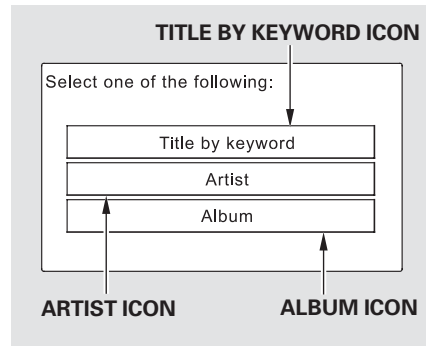 TITLE BY KEYWORD ICON
Select one of the following:
Title by keyword
Artist
Album
ARTIST ICON
ALBUM ICON